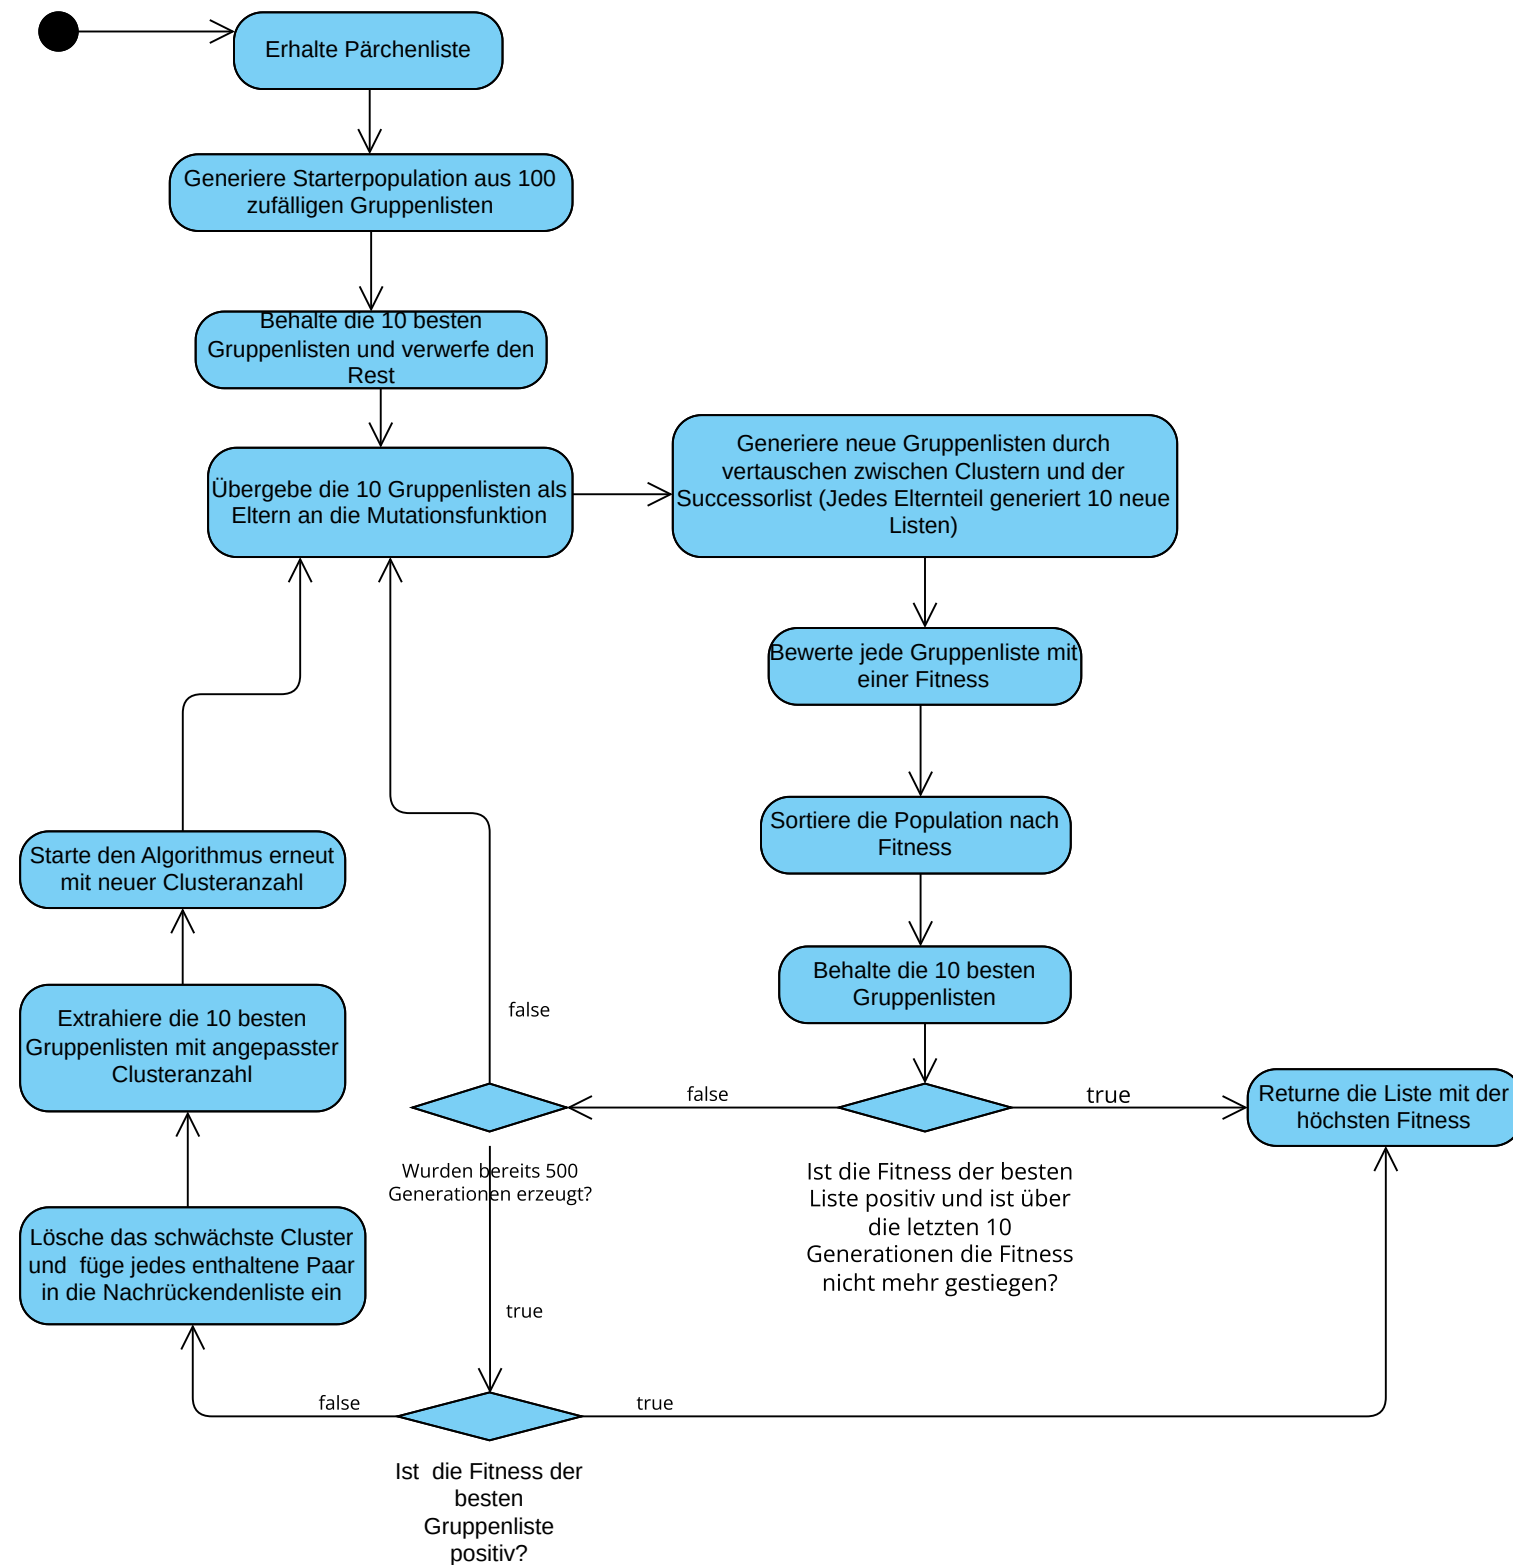 Erhalte Pärchenliste
Generiere Starterpopulation aus 100
zufälligen Gruppenlisten
Behalte die 10 besten
Gruppenlisten und verwerfe den
Rest
Übergebe die 10 Gruppenlisten als
Eltern an die Mutationsfunktion
Generiere neue Gruppenlisten durch
vertauschen zwischen Clustern und der
Successorlist (Jedes Elternteil generiert 10 neue
Listen)
Bewerte jede Gruppenliste mit
einer Fitness
Sortiere die Population nach
Fitness
Behalte die 10 besten
Gruppenlisten
Starte den Algorithmus erneut
mit neuer Clusteranzahl
Extrahiere die 10 besten
Gruppenlisten mit angepasster
Clusteranzahl
false
false
true
Returne die Liste mit der
höchsten Fitness
Wurden bereits 500
Generationen erzeugt?
Ist die Fitness der besten
Liste positiv und ist über
die letzten 10
Generationen die Fitness
nicht mehr gestiegen?
Lösche das schwächste Cluster
und  füge jedes enthaltene Paar
in die Nachrückendenliste ein
true
false
true
Ist  die Fitness der
besten
Gruppenliste
positiv?